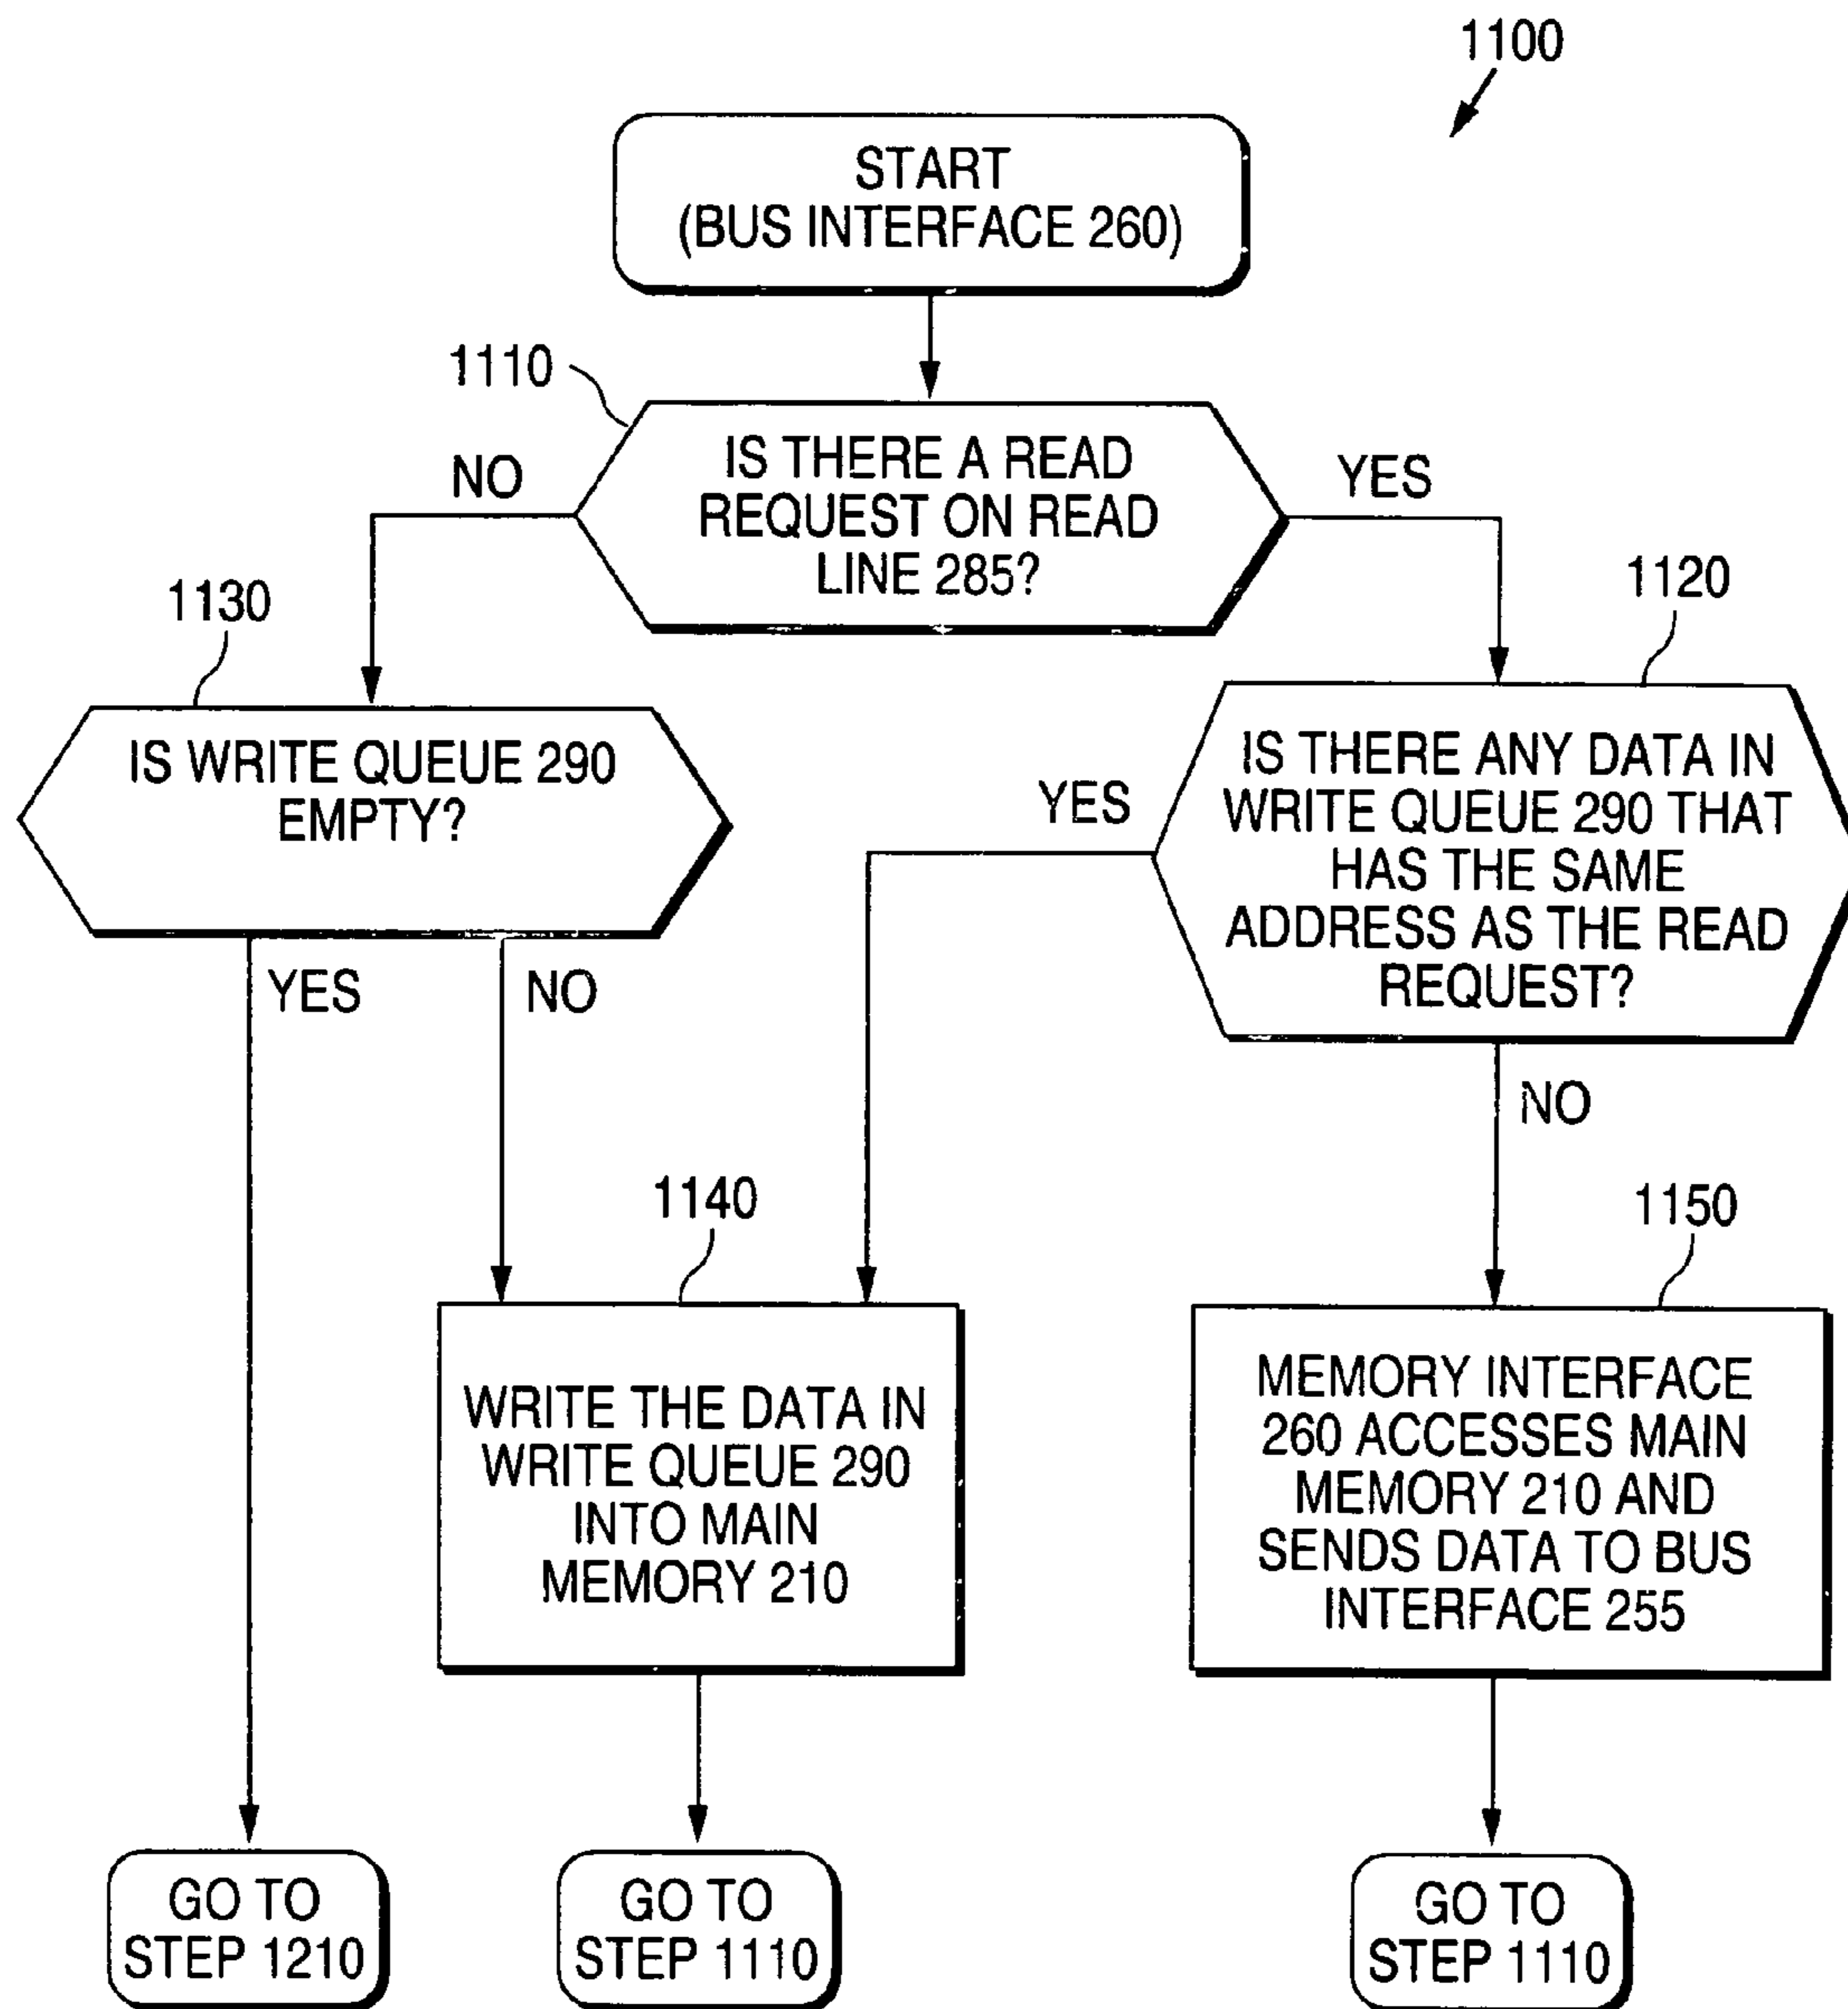 1100
START
(BUS INTERFACE 260)
1110
IS THERE A READ
REQUEST ON READ
LINE 285?
NO
YES
1130
1120
IS WRITE QUEUE 290
EMPTY?
IS THERE ANY DATA IN
WRITE QUEUE 290 THAT
HAS THE SAME
ADDRESS AS THE READ
REQUEST?
YES
YES
NO
NO
1140
1150
WRITE THE DATA IN
WRITE QUEUE 290
INTO MAIN
MEMORY 210
MEMORY INTERFACE
260 ACCESSES MAIN
MEMORY 210 AND
SENDS DATA TO BUS
INTERFACE 255
GO TO
STEP 1210
GO TO
STEP 1110
GO TO
STEP 1110